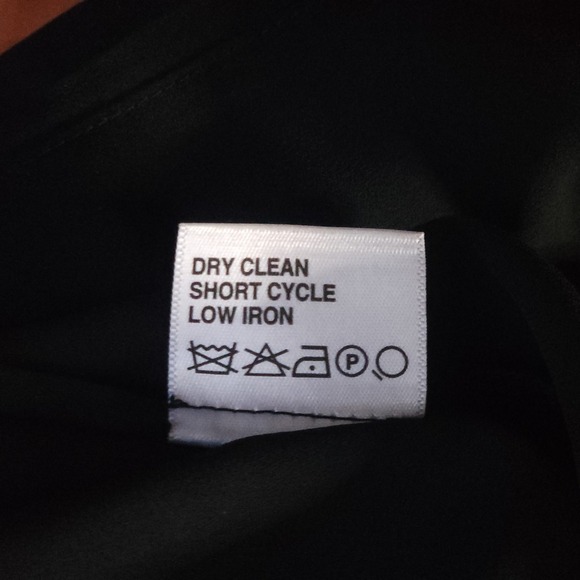 DRY CLEAN
SHORT CYCLE
LOW IRON
P